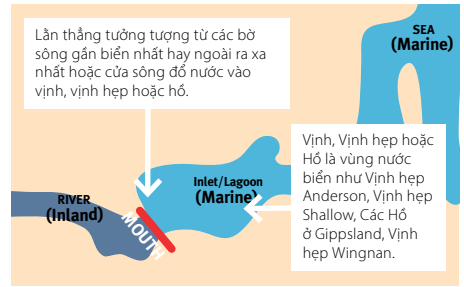 Lằn thẳng tưởng tượng từ các bờ
sông gần biển nhất hay ngoài ra xa
nhất hoặc cửa sông đổ nước vào
vịnh, vịnh hẹp hoặc hồ.
SEA
(Marine)
Vịnh, Vịnh hẹp hoặc
Hồ là vùng nước
biển như Vịnh hẹp
Anderson, Vịnh hẹp
Shallow, Các Hồ
ở Gippsland, Vịnh
hẹp Wingnan.
Inlet/Lagoon
(Marine)
RIVER
(Inland)
MOUTH